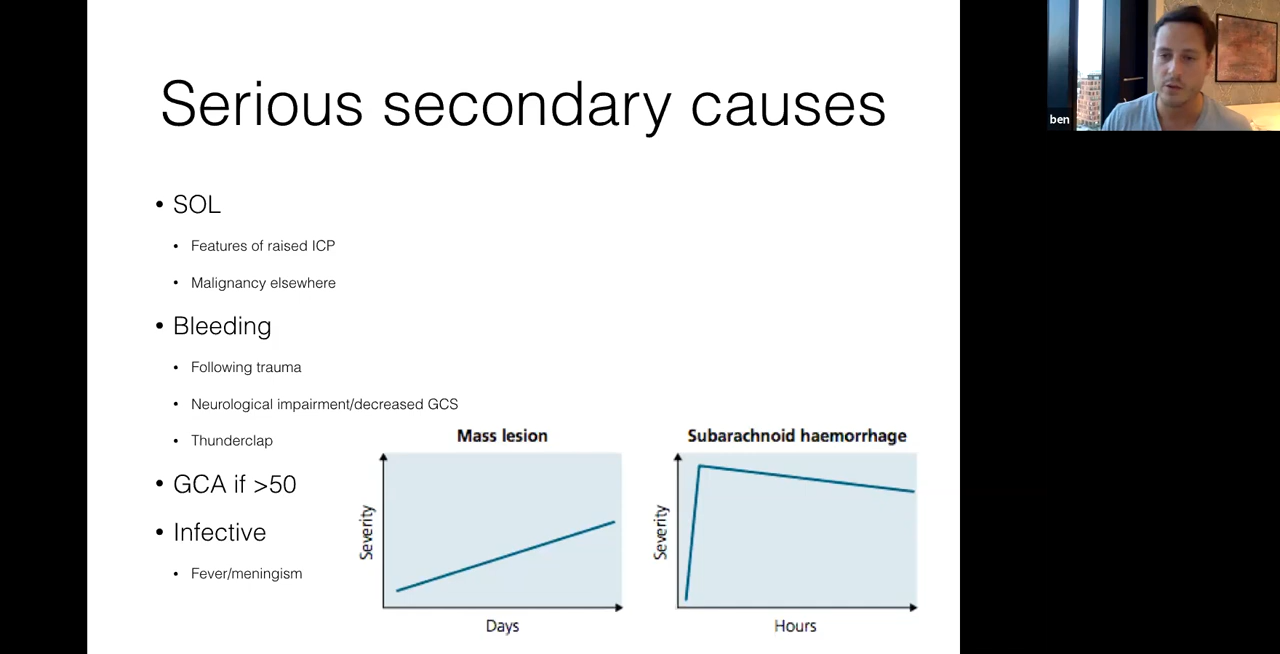 Serious secondary causes
• SOL
• Features of raised ICP
• Malignancy elsewhere
• Bleeding
• Following trauma
• Neurological impairment/decreased GCS
• Thunderclap
• GCA if >50
• Infective
• Fever/meningism
Mass lesion
Severity
Days
Subarachnoid haemorrhage
Severity
Hours
ben